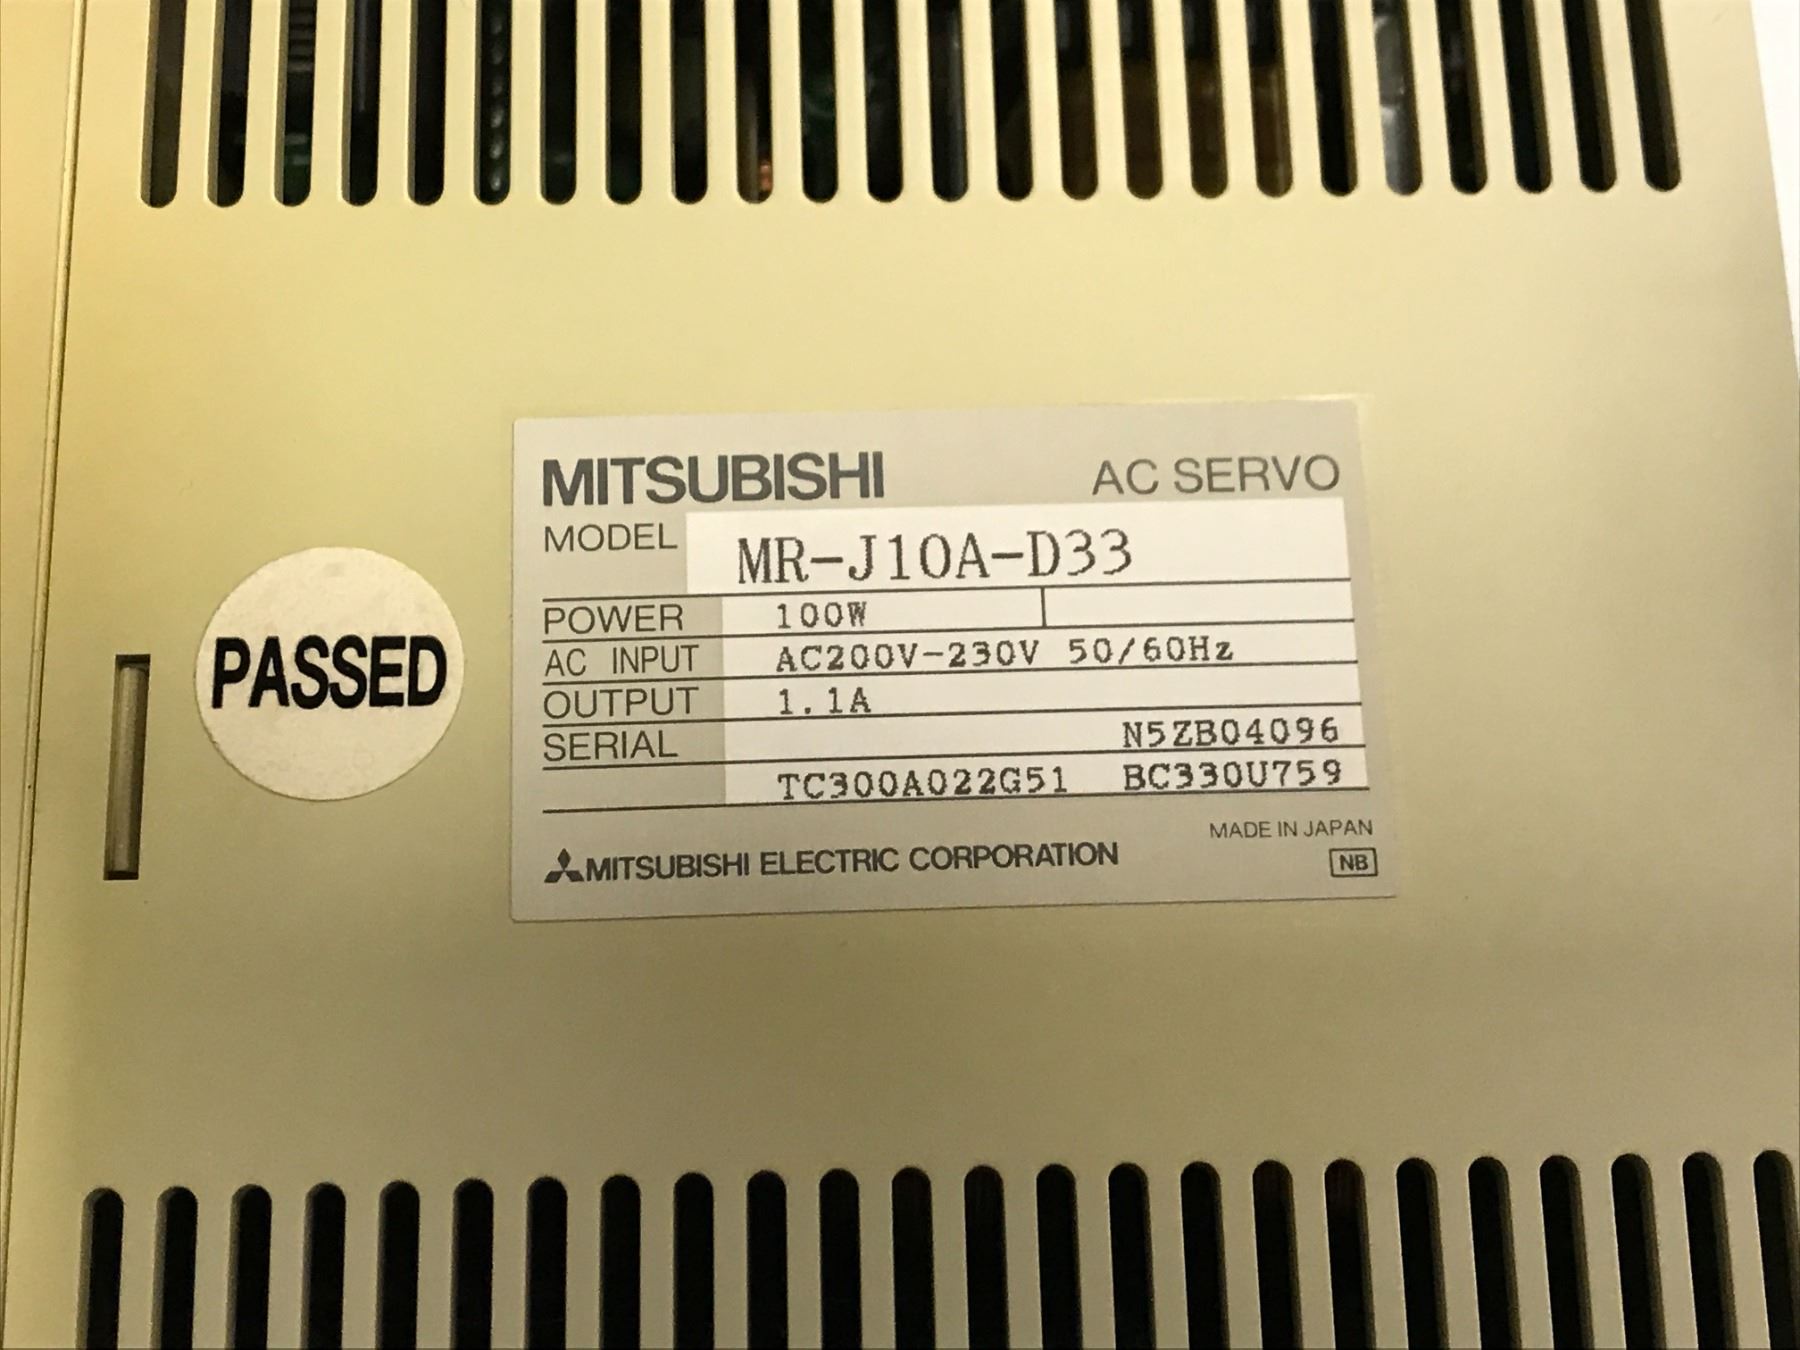 MITSUBISHI AC SERVO
MODEL MR-J10A-D33
POWER 100W
AC INPUT AC200V-230V 50/60Hz
OUTPUT 1.1A
SERIAL N5ZB04096
TC300A022G51 BC330U759
MADE IN JAPAN
MITSUBISHI ELECTRIC CORPORATION
NB
PASSED